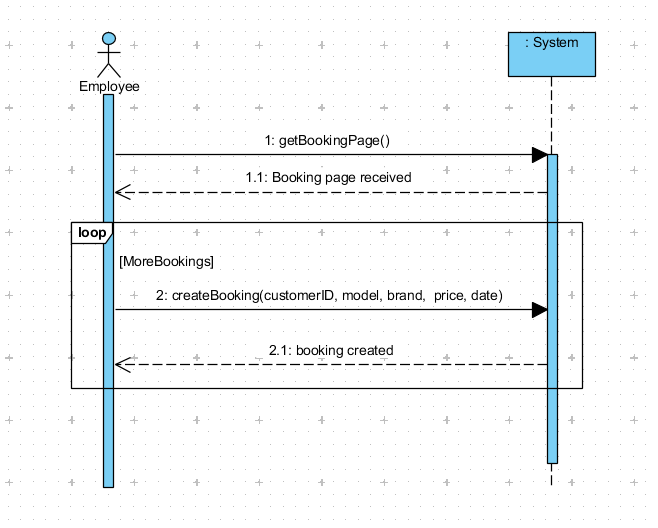 : System
Employee
1: getBookingPage()
1.1: Booking page received
loop
[MoreBookings]
2: createBooking(customerID, model, brand,  price, date)
2.1: booking created